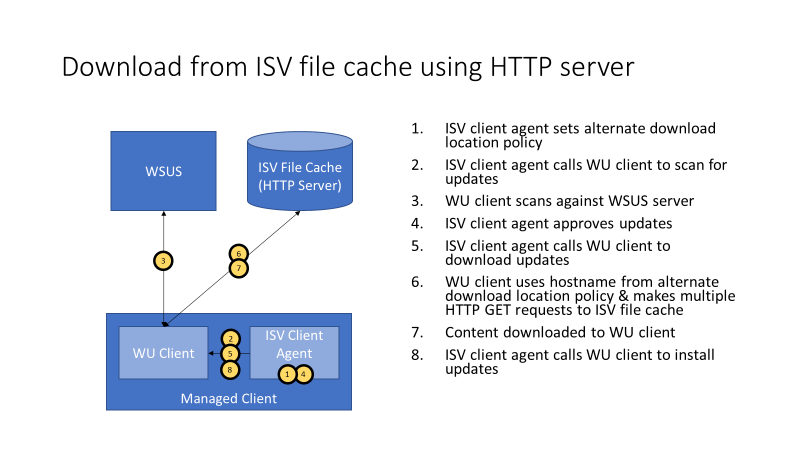 Download from ISV file cache using HTTP server
WSUS
ISV File Cache
(HTTP Server)
3
6
7
WU Client
2
5
8
ISV Client
Agent
1
4
Managed Client
1. ISV client agent sets alternate download
location policy
2. ISV client agent calls WU client to scan for
updates
3. WU client scans against WSUS server
4. ISV client agent approves updates
5. ISV client agent calls WU client to
download updates
6. WU client uses hostname from alternate
download location policy & makes multiple
HTTP GET requests to ISV file cache
7. Content downloaded to WU client
8. ISV client agent calls WU client to install
updates